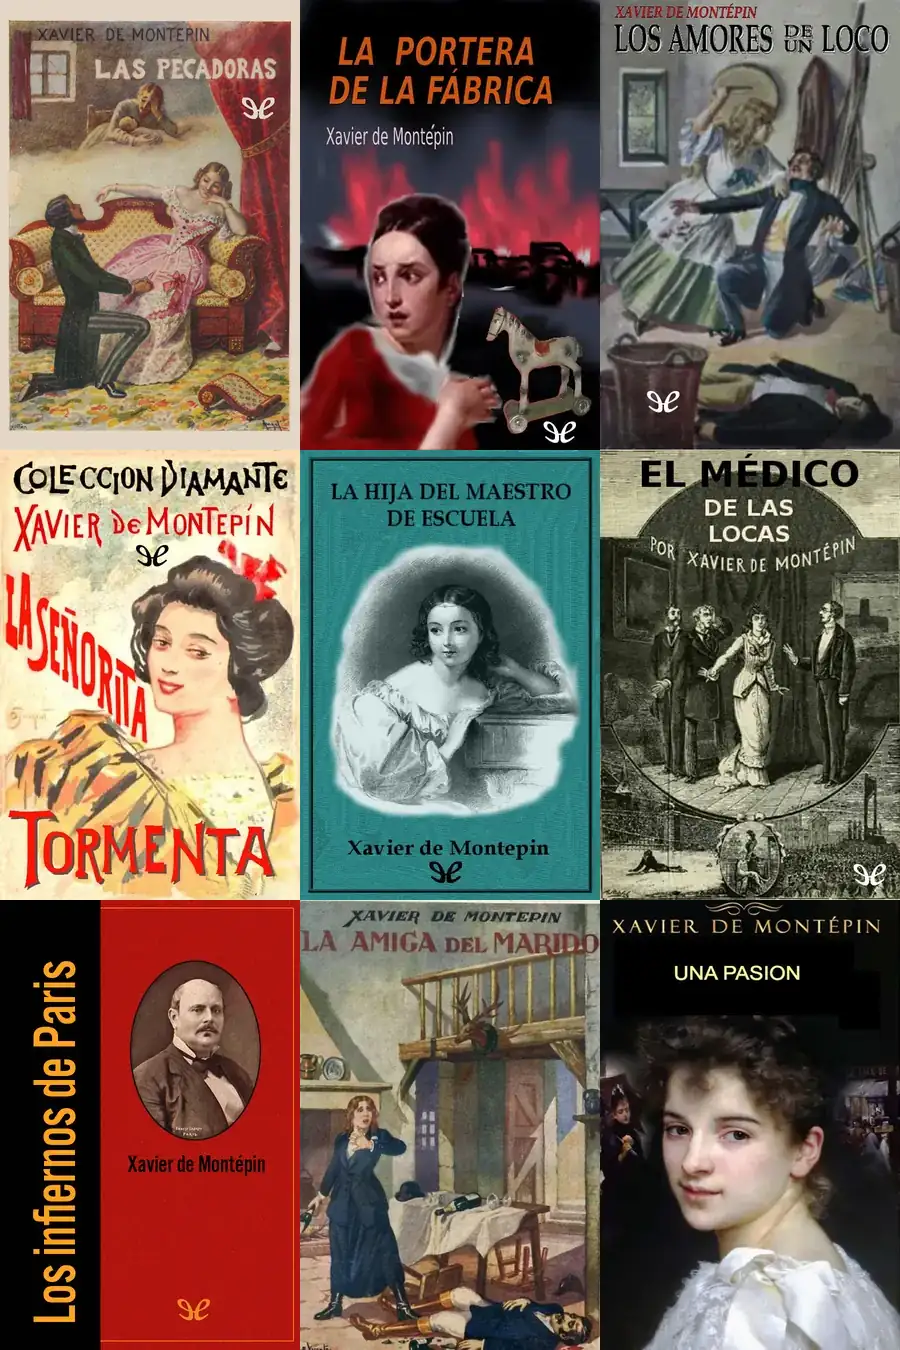 XAVIER DE MONTEPIN
LAS PECADORAS
LA PORTERA
DE LA FÁBRICA
Xavier de Montépin
XAVIER DE MONTÉPIN
LOS AMORES DE UN LOCO
COLECCION DIAMANTE
XAVIER DE MONTEPÍN
LA SEÑORITA
TORMENTA
LA HIJA DEL MAESTRO
DE ESCUELA
Xavier de Montepin
EL MÉDICO
DE LAS
LOCAS
POR XAVIER DE MONTÉPIN
Los infiernos de Paris
PARIS
Xavier de Montépin
XAVIER DE MONTEPIN
LA AMIGA DEL MARIDO
XAVIER DE MONTÉPIN
UNA PASION